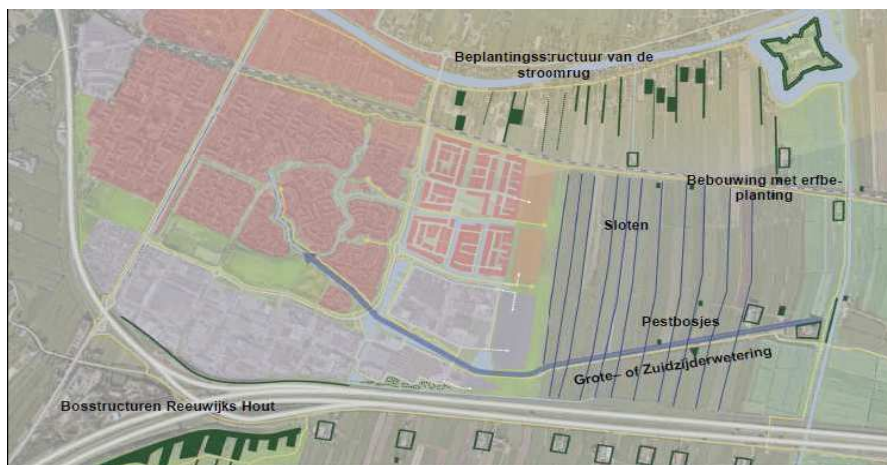 Beplantingss:ructuur van de
stroomrug
Bebouwing met erfbe-
planting
Sloten
Pestbosjes
Grote– of Zuidzijderwetering
Bosstructuren Reeuwijks Hout